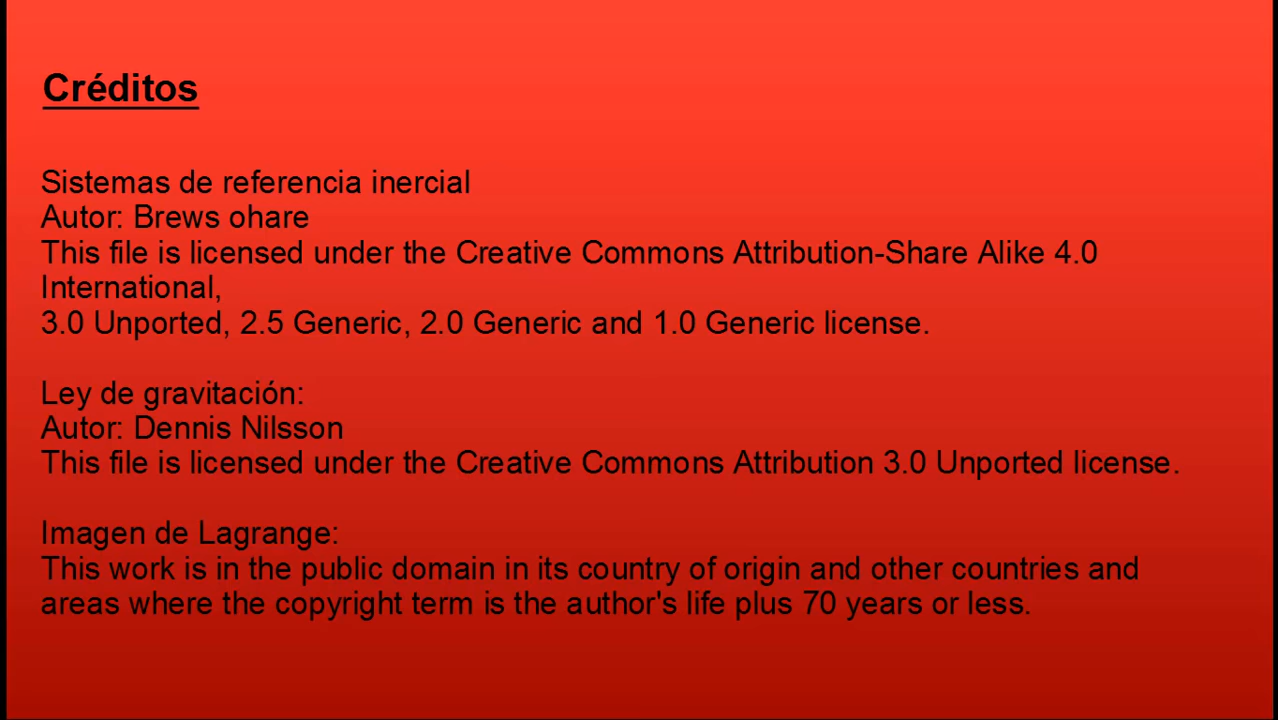 Créditos
Sistemas de referencia inercial
Autor: Brews ohare
This file is licensed under the Creative Commons Attribution-Share Alike 4.0
International,
3.0 Unported, 2.5 Generic, 2.0 Generic and 1.0 Generic license.
Ley de gravitación:
Autor: Dennis Nilsson
This file is licensed under the Creative Commons Attribution 3.0 Unported license.
Imagen de Lagrange:
This work is in the public domain in its country of origin and other countries and
areas where the copyright term is the author's life plus 70 years or less.